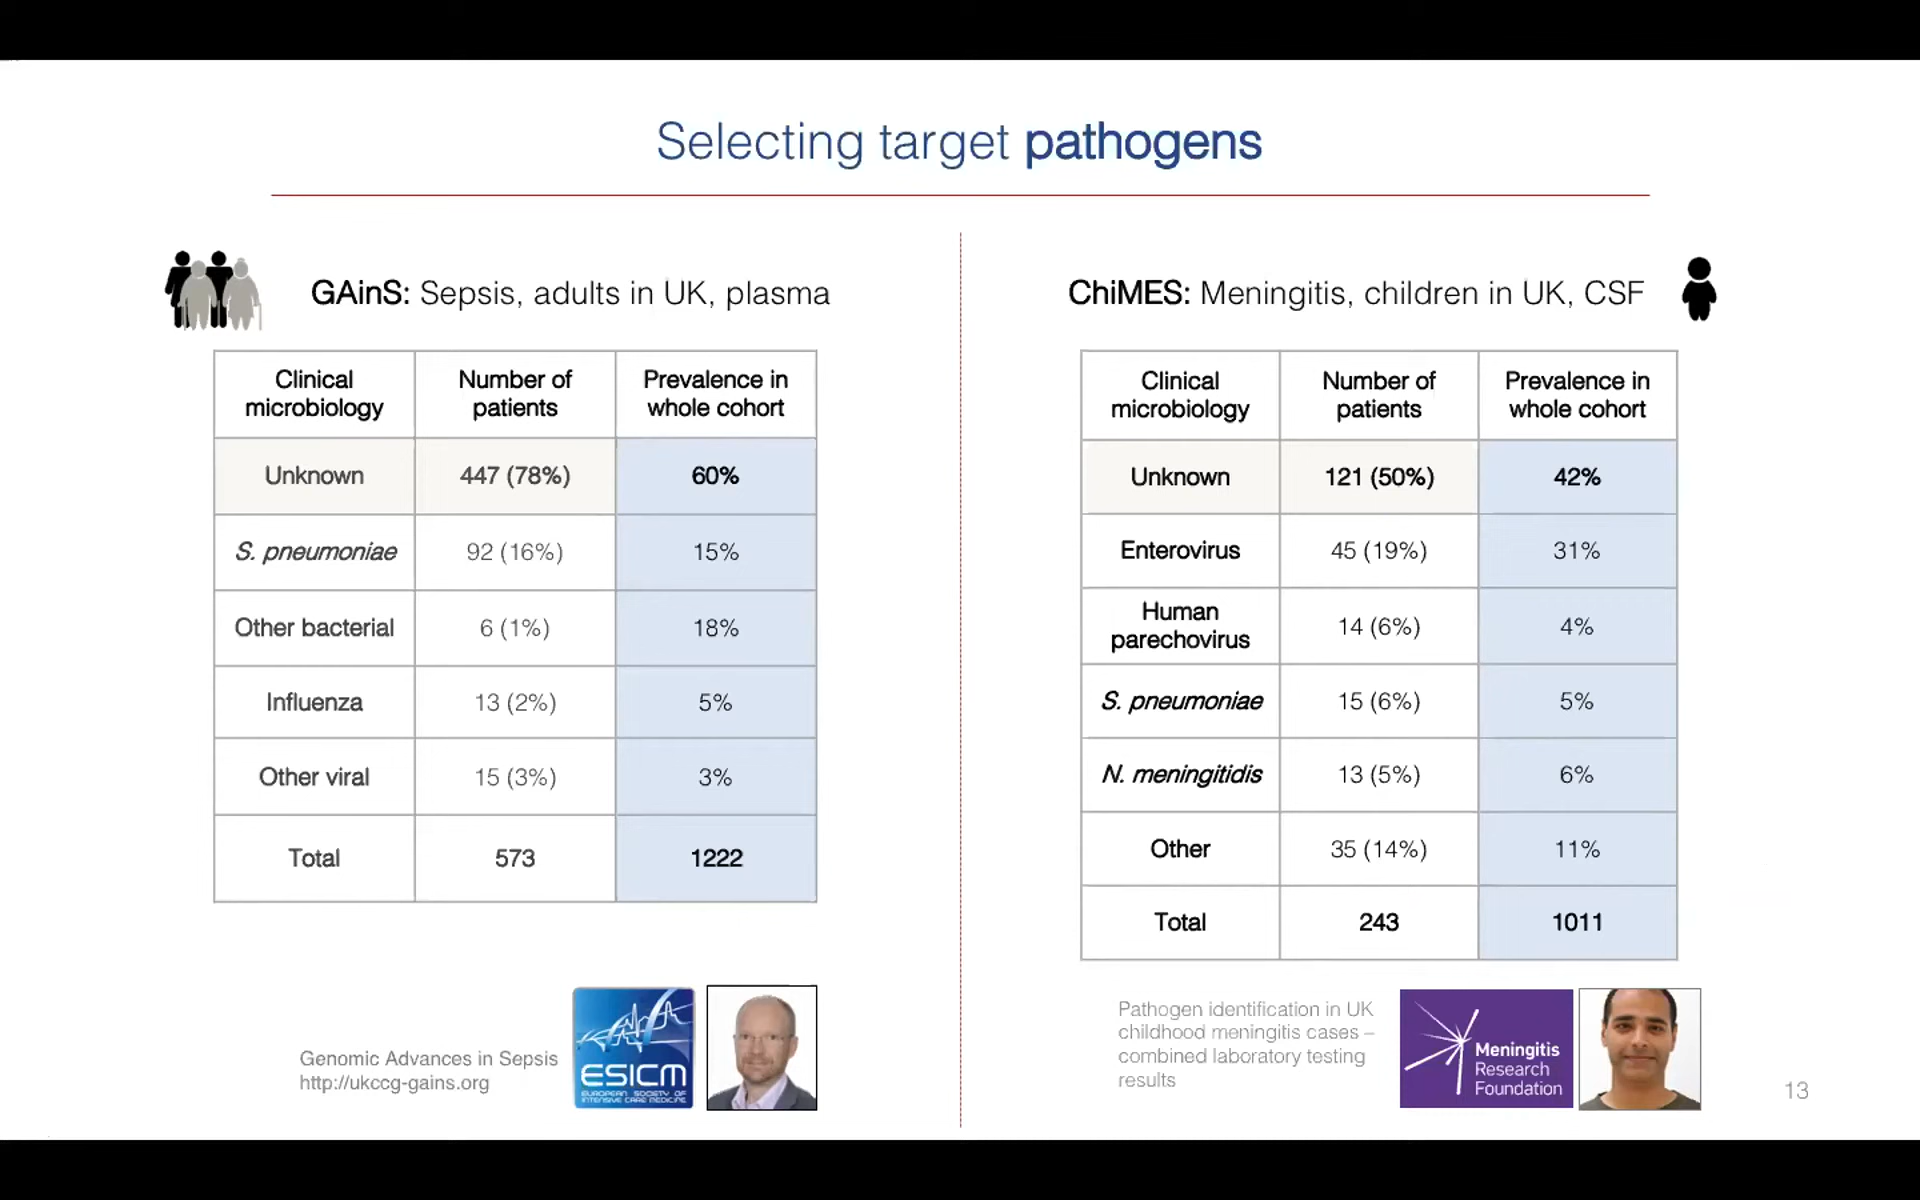 Selecting target pathogens
GAinS: Sepsis, adults in UK, plasma
Clinical microbiology
Number of patients
Prevalence in whole cohort
Unknown
447 (78%)
60%
S. pneumoniae
92 (16%)
15%
Other bacterial
6 (1%)
18%
Influenza
13 (2%)
5%
Other viral
15 (3%)
3%
Total
573
1222
Genomic Advances in Sepsis
http://ukccg-gains.org
ESICM
EUROPEAN SOCIETY OF
INTENSIVE CARE MEDICINE
ChiMES: Meningitis, children in UK, CSF
Clinical microbiology
Number of patients
Prevalence in whole cohort
Unknown
121 (50%)
42%
Enterovirus
45 (19%)
31%
Human parechovirus
14 (6%)
4%
S. pneumoniae
15 (6%)
5%
N. meningitidis
13 (5%)
6%
Other
35 (14%)
11%
Total
243
1011
Pathogen identification in UK
childhood meningitis cases –
combined laboratory testing
results
Meningitis
Research
Foundation
13